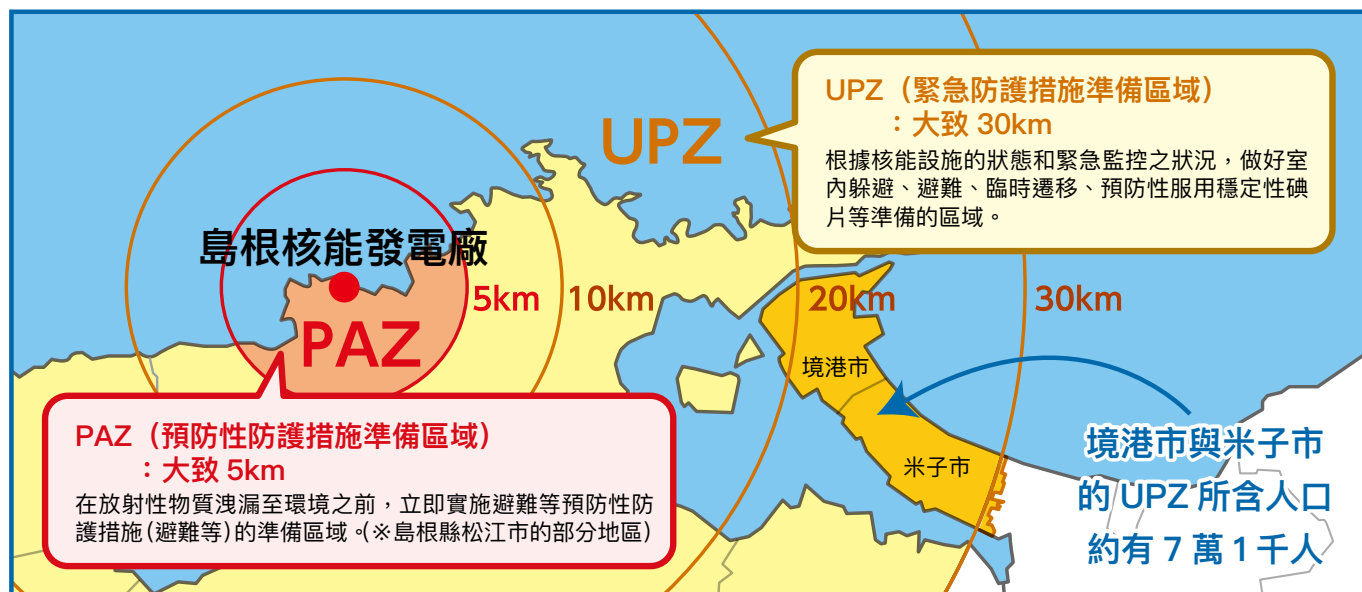 UPZ(緊急防護措施準備區域)
:大致 30km
根據核能設施的狀態和緊急監控之狀況,做好室
內躲避、避難、臨時遷移、預防性服用穩定性碘
片等準備的區域。
UPZ
島根核能發電廠
5km
10km
20km
30km
PAZ
境港市
米子市
PAZ(預防性防護措施準備區域)
:大致 5km
在放射性物質洩漏至環境之前,立即實施避難等預防性防
護措施(避難等)的準備區域。(※島根縣松江市的部分地區)
境港市與米子市
的 UPZ 所含人口
約有 7 萬 1 千人